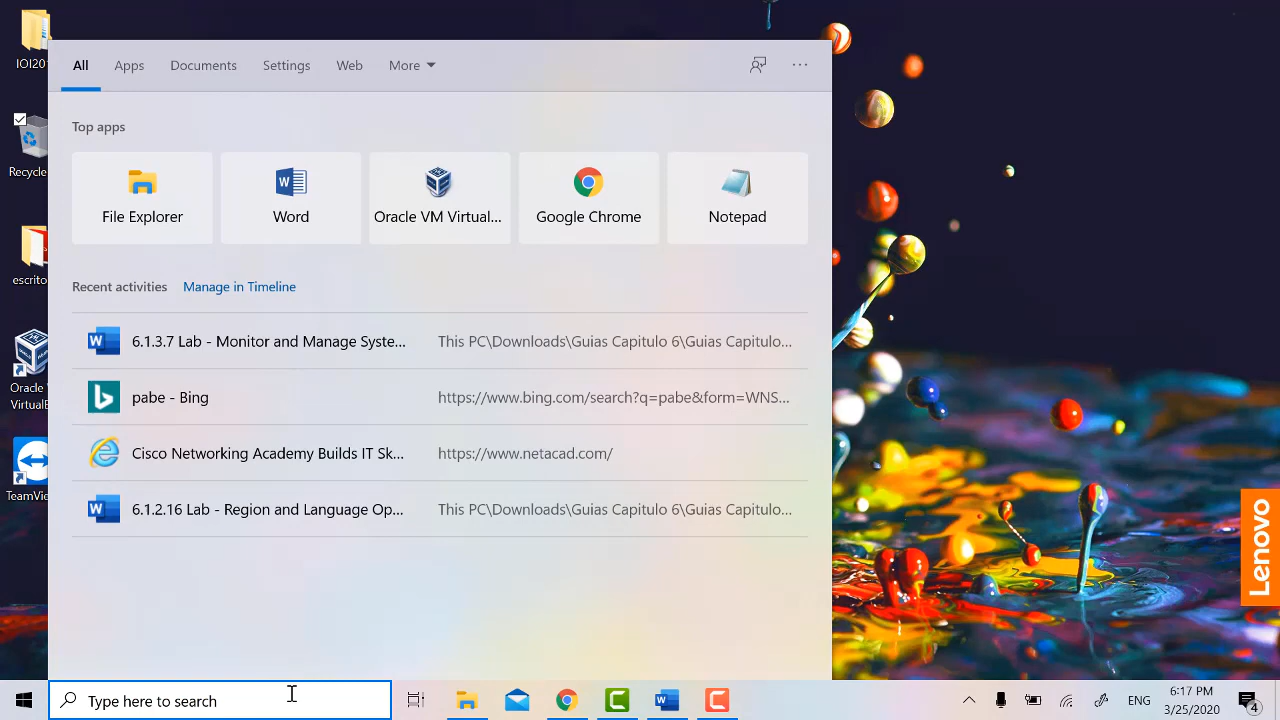 IOI20
Recycle
escrito
Oracle V
VirtualB
TeamVie
All Apps Documents Settings Web More
Top apps
File Explorer Word Oracle VM Virtual... Google Chrome Notepad
Recent activities Manage in Timeline
6.1.3.7 Lab - Monitor and Manage Syste... This PC\Downloads\Guias Capitulo 6\Guias Capitulo...
pabe - Bing https://www.bing.com/search?q=pabe&form=WNS...
Cisco Networking Academy Builds IT Sk... https://www.netacad.com/
6.1.2.16 Lab - Region and Language Op... This PC\Downloads\Guias Capitulo 6\Guias Capitulo...
Lenovo
Type here to search
ENG
6:17 PM
3/25/2020
4